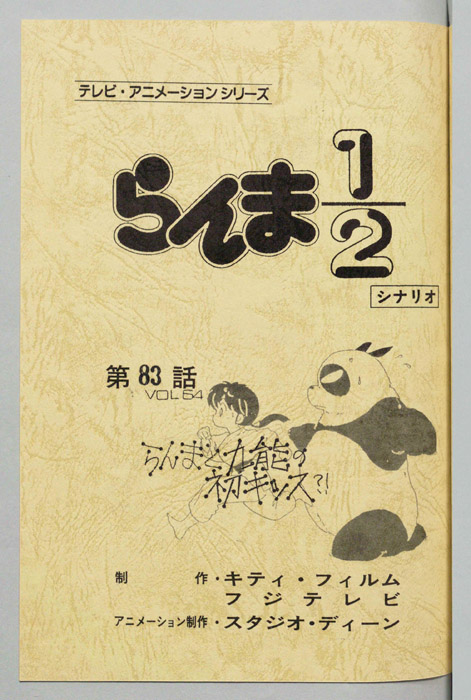 テレビ・アニメーションシリーズ
らんま1/2
シナリオ
第83話
VOL64
らんまと九能の
初キッス?!
制作・キティ・フィルム
フジテレビ
アニメーション制作・スタジオ・ディーン